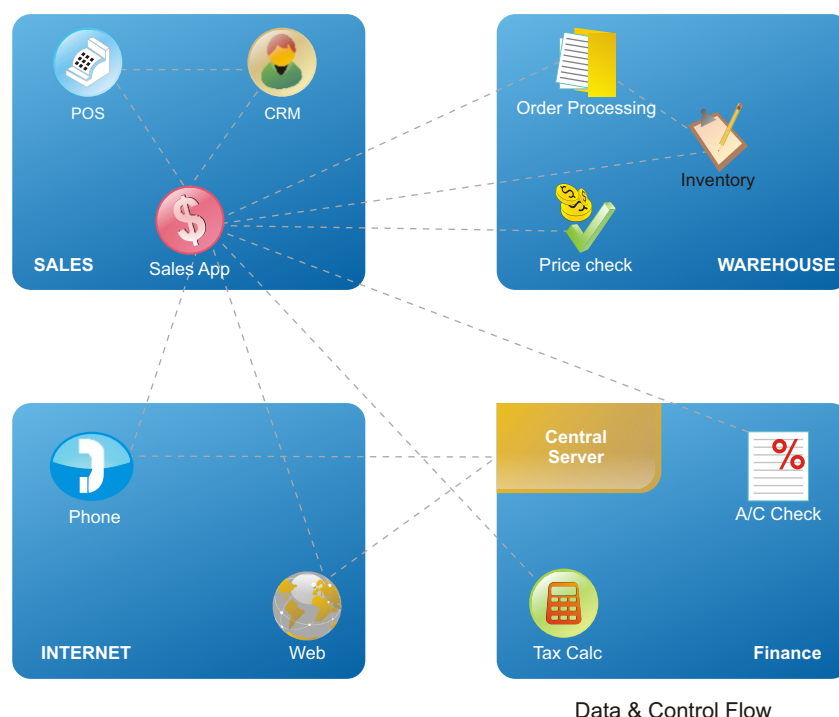 POS
CRM
Sales App
SALES
Order Processing
Inventory
Price check
WAREHOUSE
Phone
Web
INTERNET
Central
Server
%
A/C Check
Tax Calc
Finance
Data & Control Flow